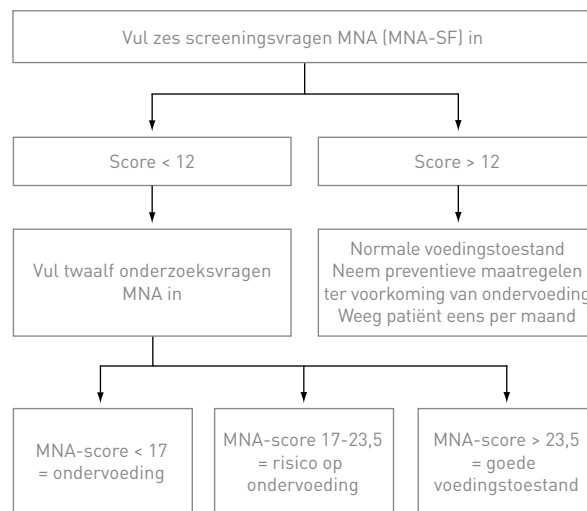 Vul zes screeningsvragen MNA (MNA-SF) in
Score < 12
Score > 12
Vul twaalf onderzoeksvragen
MNA in
Normale voedingstoestand
Neem preventieve maatregelen
ter voorkoming van ondervoeding
Weeg patiënt eens per maand
MNA-score < 17
= ondervoeding
MNA-score 17-23,5
= risico op
ondervoeding
MNA-score > 23,5
= goede
voedingstoestand